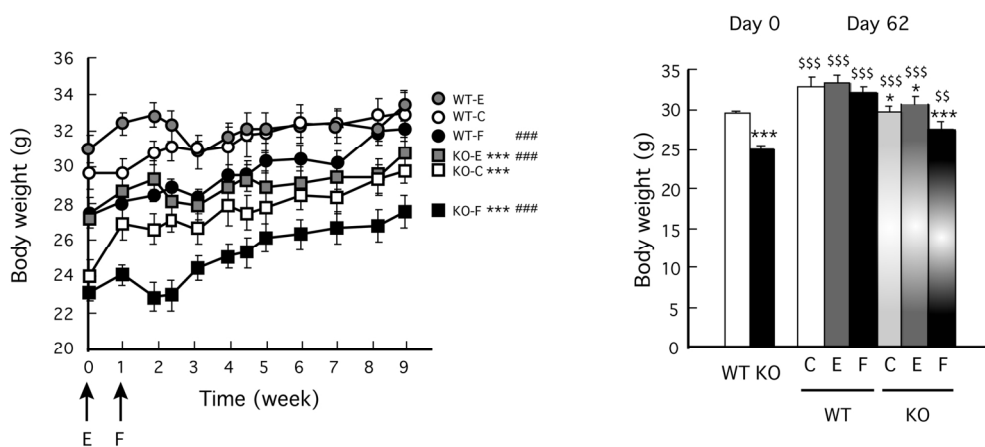 36
34
32
30
28
26
24
22
20
Body weight (g)
0 1 2 3 4 5 6 7 8 9
Time (week)
E F
WT-E
WT-C
WT-F ###
KO-E *** ###
KO-C ***
KO-F *** ###
Day 0 Day 62
35
30
25
20
15
10
5
0
Body weight (g)
***
$$$ $$$ $$$
$$$ *
$$$ *
$$ ***
WT KO
C E F C E F
WT KO